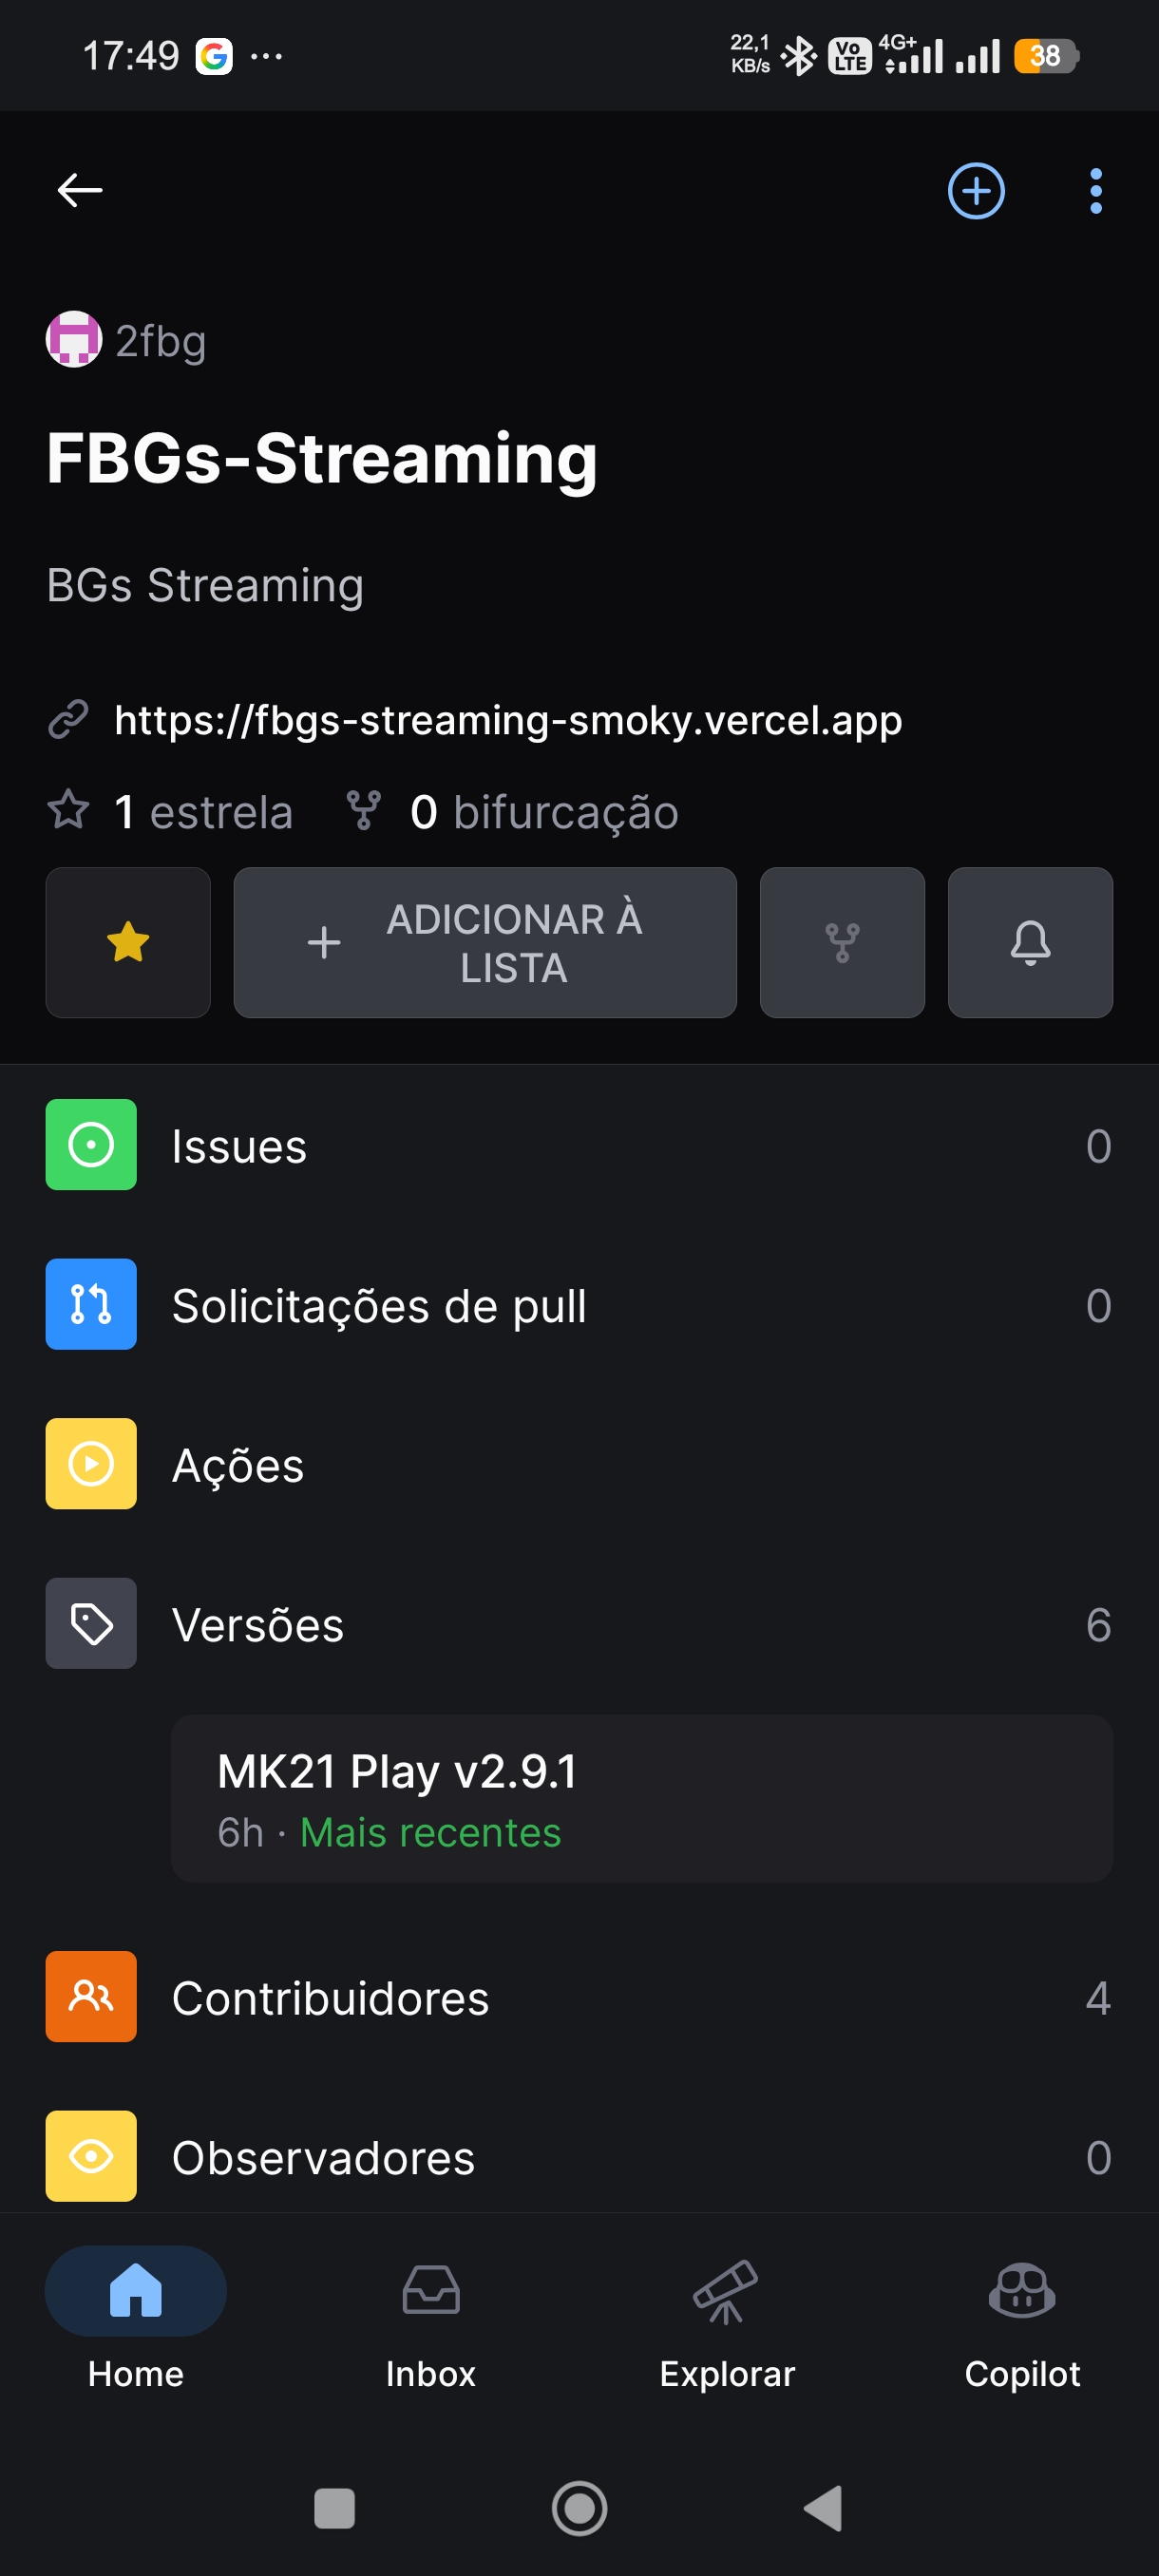 17:49
22,1
KB/s
Vo
LTE
4G+
38
2fbg
FBGs-Streaming
BGs Streaming
https://fbgs-streaming-smoky.vercel.app
1 estrela
0 bifurcação
ADICIONAR À
LISTA
Issues
0
Solicitações de pull
0
Ações
Versões
6
MK21 Play v2.9.1
6h · Mais recentes
Contribuidores
4
Observadores
0
Home
Inbox
Explorar
Copilot